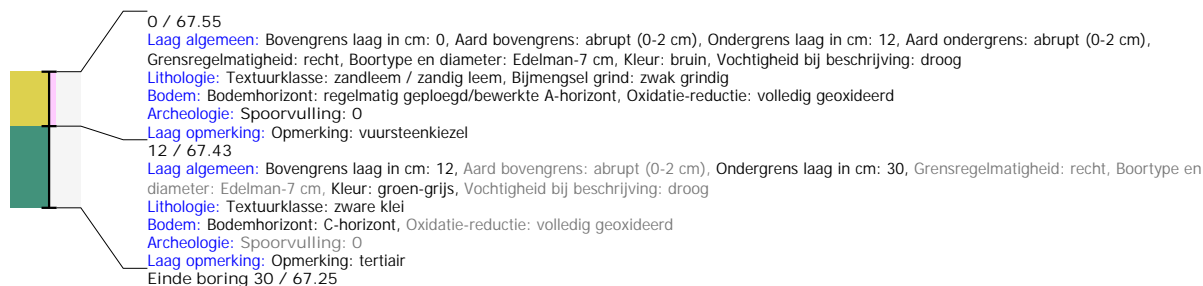 0 / 67.55
Laag algemeen: Bovengrens laag in cm: 0, Aard bovengrens: abrupt (0-2 cm), Ondergrens laag in cm: 12, Aard ondergrens: abrupt (0-2 cm),
Grensregelmatigheid: recht, Boortype en diameter: Edelman-7 cm, Kleur: bruin, Vochtigheid bij beschrijving: droog
Lithologie: Textuurklasse: zandleem / zandig leem, Bijmengsel grind: zwak grindig
Bodem: Bodemhorizont: regelmatig geploegd/bewerkte A-horizont, Oxidatie-reductie: volledig geoxideerd
Archeologie: Spoorvulling: 0
Laag opmerking: Opmerking: vuursteenkiezel
12 / 67.43
Laag algemeen: Bovengrens laag in cm: 12, Aard bovengrens: abrupt (0-2 cm), Ondergrens laag in cm: 30, Grensregelmatigheid: recht, Boortype en
diameter: Edelman-7 cm, Kleur: groen-grijs, Vochtigheid bij beschrijving: droog
Lithologie: Textuurklasse: zware klei
Bodem: Bodemhorizont: C-horizont, Oxidatie-reductie: volledig geoxideerd
Archeologie: Spoorvulling: 0
Laag opmerking: Opmerking: tertiair
Einde boring 30 / 67.25